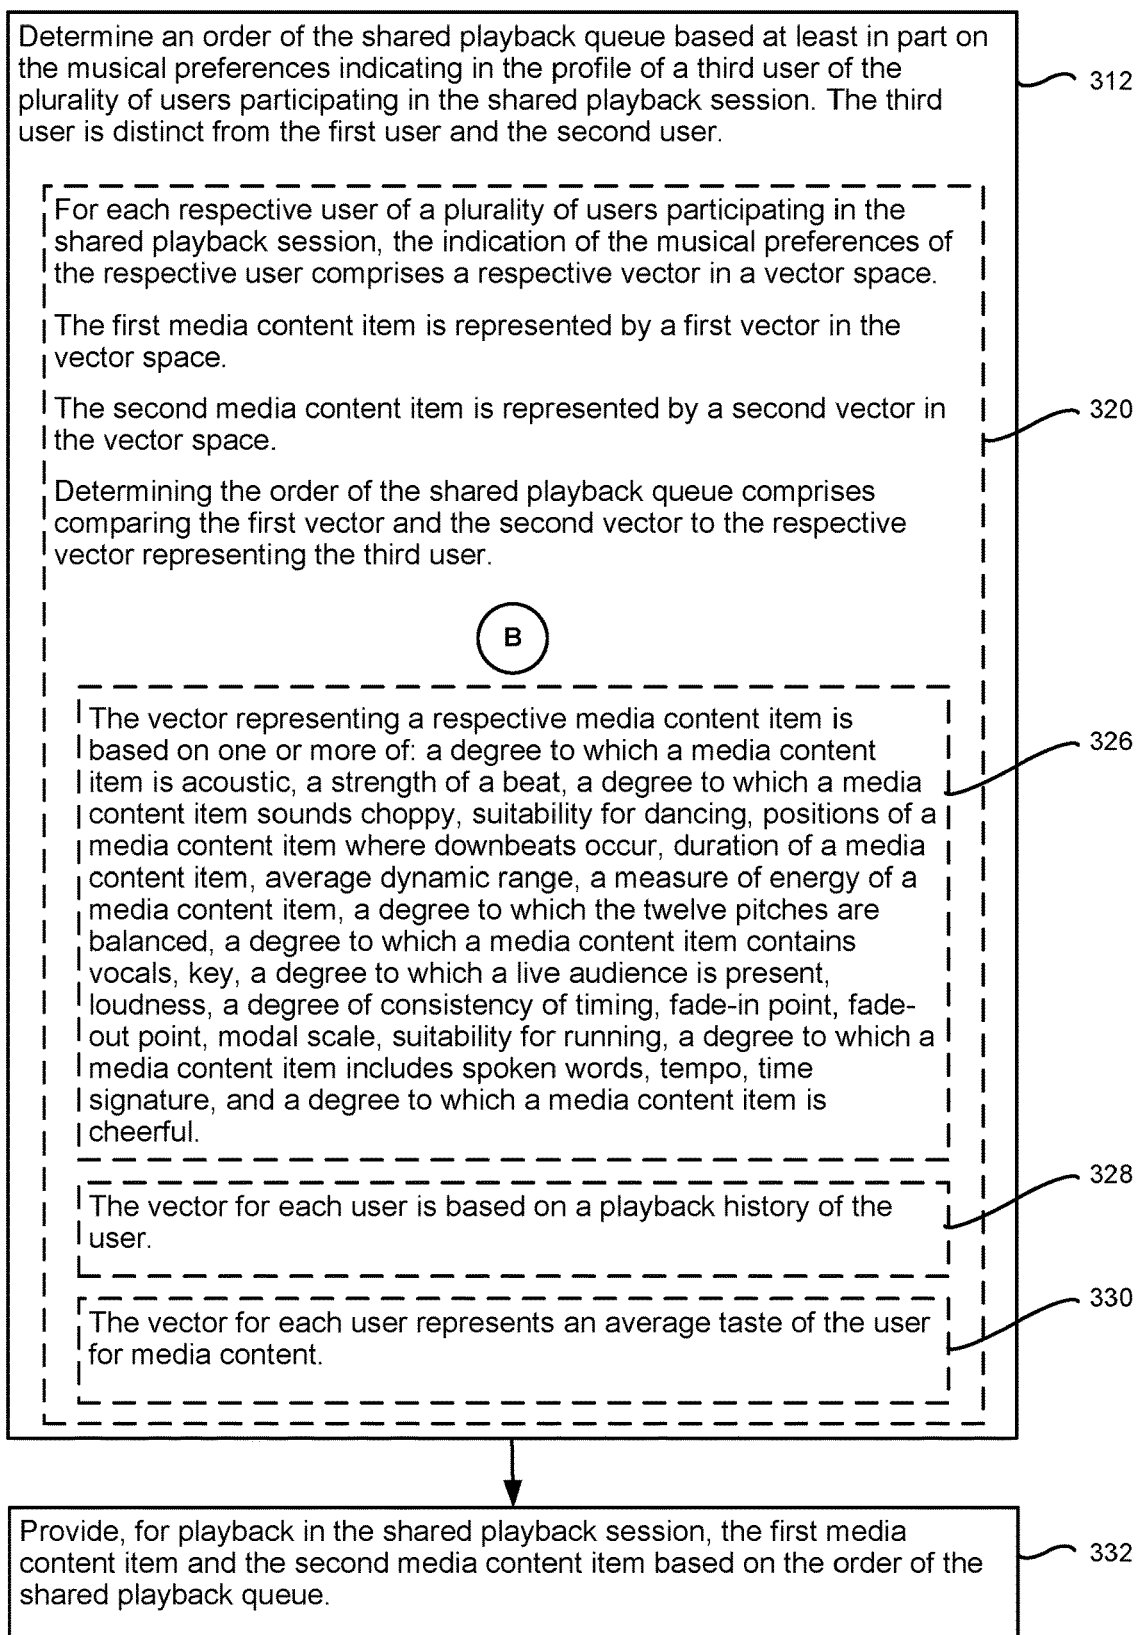 Determine an order of the shared playback queue based at least in part on
the musical preferences indicating in the profile of a third user of the
plurality of users participating in the shared playback session. The third
user is distinct from the first user and the second user.
312
For each respective user of a plurality of users participating in the
shared playback session, the indication of the musical preferences of
the respective user comprises a respective vector in a vector space.
The first media content item is represented by a first vector in the
vector space.
The second media content item is represented by a second vector in
the vector space.
320
Determining the order of the shared playback queue comprises
comparing the first vector and the second vector to the respective
vector representing the third user.
B
The vector representing a respective media content item is
based on one or more of: a degree to which a media content
item is acoustic, a strength of a beat, a degree to which a media
content item sounds choppy, suitability for dancing, positions of a
media content item where downbeats occur, duration of a media
content item, average dynamic range, a measure of energy of a
media content item, a degree to which the twelve pitches are
balanced, a degree to which a media content item contains
vocals, key, a degree to which a live audience is present,
loudness, a degree of consistency of timing, fade-in point, fade-
out point, modal scale, suitability for running, a degree to which a
media content item includes spoken words, tempo, time
signature, and a degree to which a media content item is
cheerful.
326
The vector for each user is based on a playback history of the
user.
328
The vector for each user represents an average taste of the user
for media content.
330
Provide, for playback in the shared playback session, the first media
content item and the second media content item based on the order of the
shared playback queue.
332